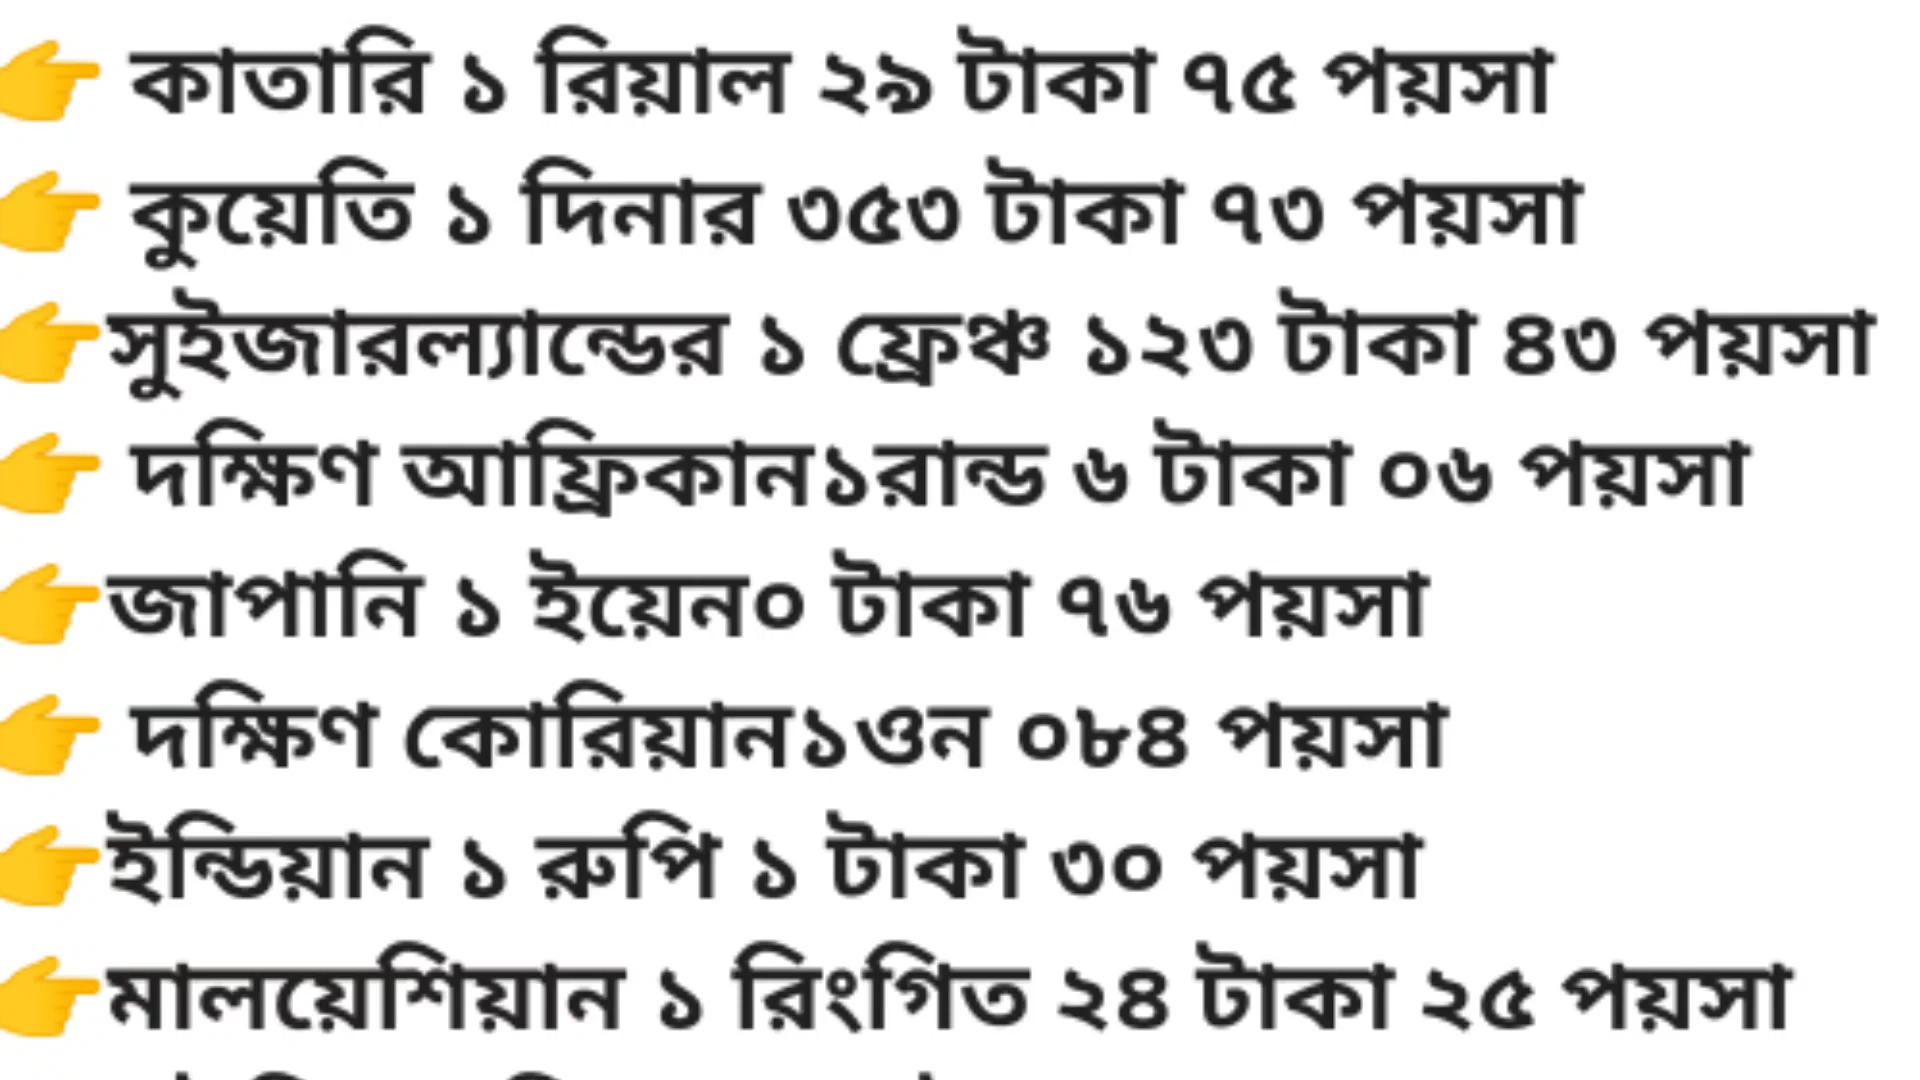 👉 কাতারি ১ রিয়াল ২৯ টাকা ৭৫ পয়সা
👉 কুয়েতি ১ দিনার ৩৫৩ টাকা ৭৩ পয়সা
👉সুইজারল্যান্ডের ১ ফ্রেঞ্চ ১২৩ টাকা ৪৩ পয়সা
👉 দক্ষিণ আফ্রিকান১রান্ড ৬ টাকা ০৬ পয়সা
👉জাপানি ১ ইয়েন০ টাকা ৭৬ পয়সা
👉 দক্ষিণ কোরিয়ান১ওন ০৮৪ পয়সা
👉ইন্ডিয়ান ১ রুপি ১ টাকা ৩০ পয়সা
👉মালয়েশিয়ান ১ রিংগিত ২৪ টাকা ২৫ পয়সা